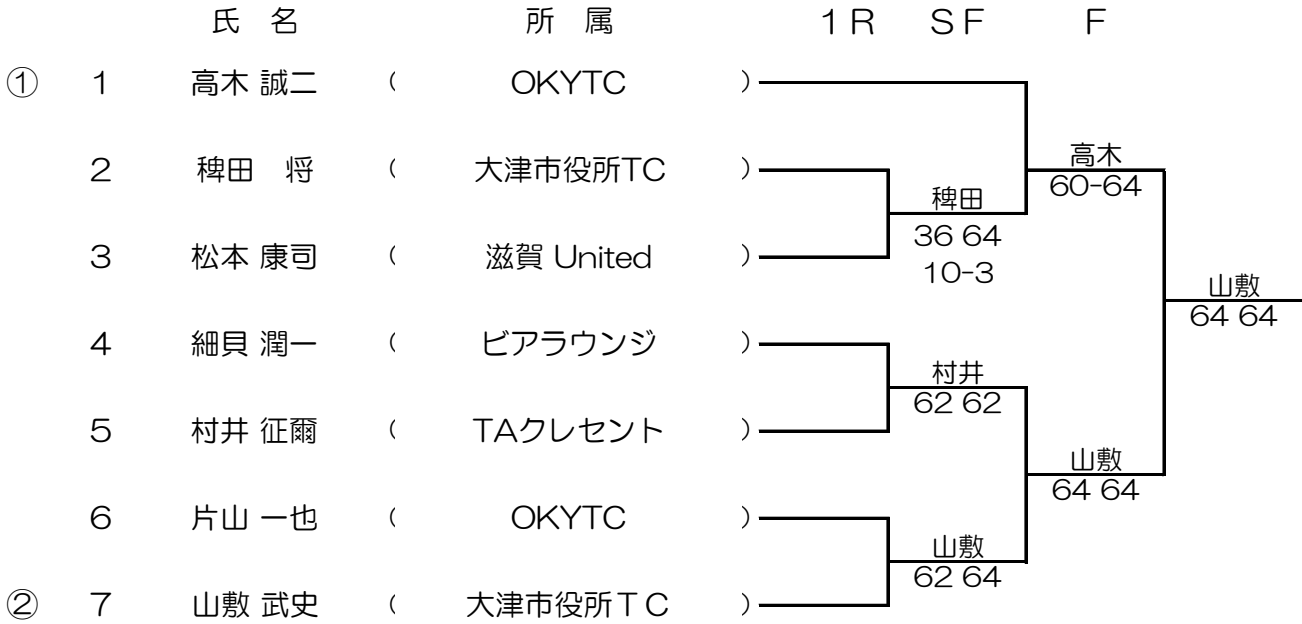 氏 名 所 属 1R SF F
① 1 高木 誠二 ( OKYTC )
高木
2 稗田 将 ( 大津市役所TC )
60-64
稗田
36 64
3 松本 康司 ( 滋賀 United )
10-3
山敷
64 64
4 細貝 潤一 ( ビアラウンジ )
村井
62 62
5 村井 征爾 ( TAクレセント )
山敷
64 64
6 片山 一也 ( OKYTC )
山敷
62 64
② 7 山敷 武史 ( 大津市役所TC )